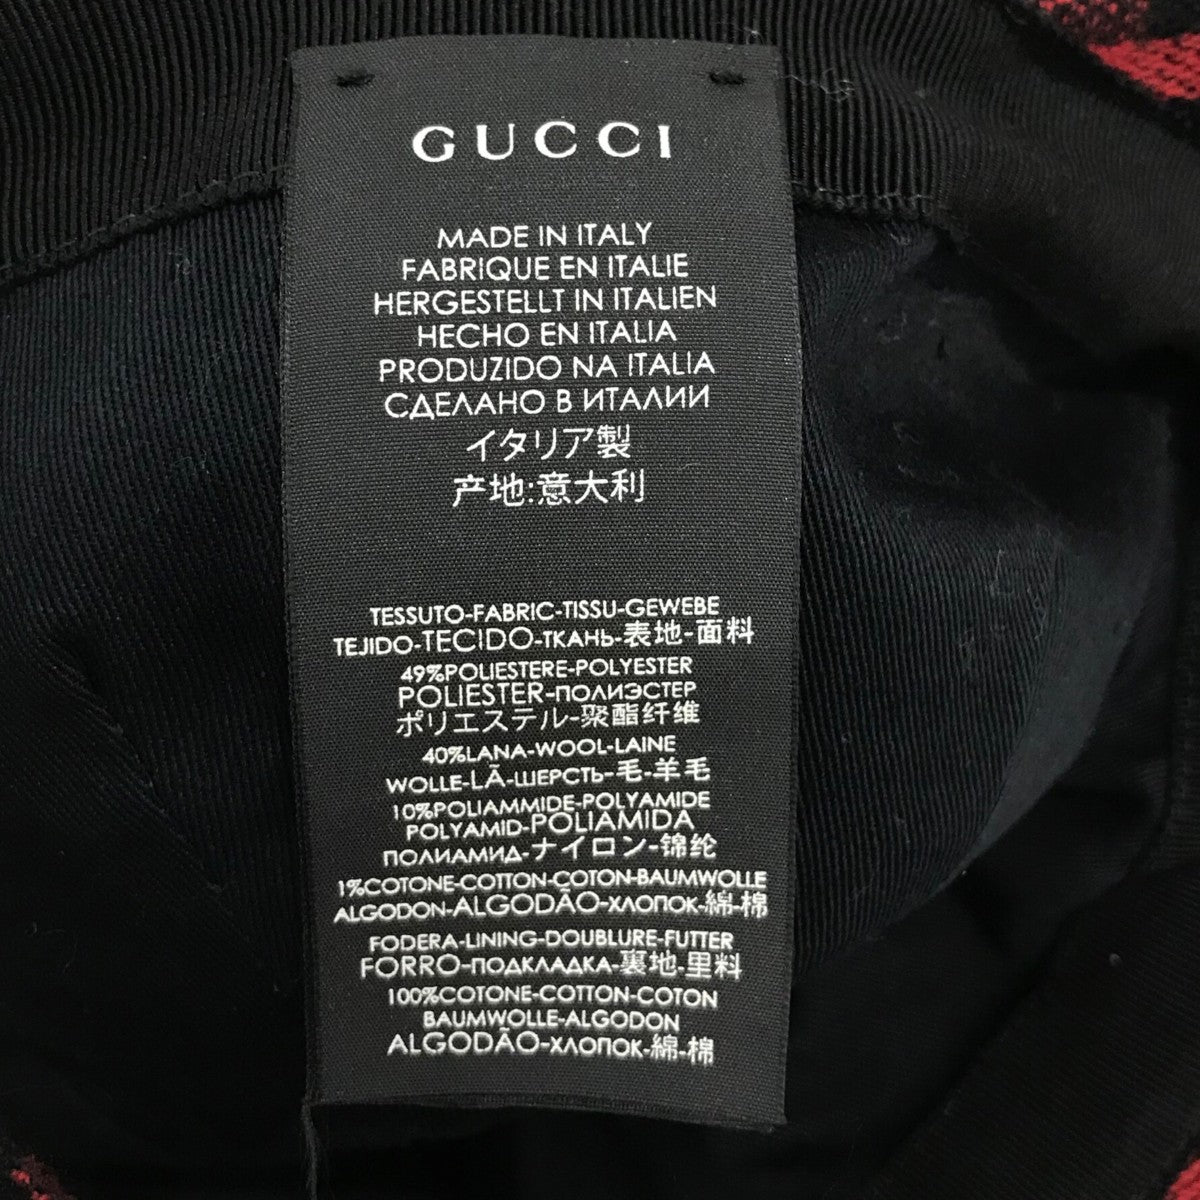 GUCCI
MADE IN ITALY
FABRIQUE EN ITALIE
HERGESTELLT IN ITALIEN
HECHO EN ITALIA
PRODUZIDO NA ITALIA
СДЕЛАНО В ИТАЛИИ
イタリア製
产地:意大利
TESSUTO-FABRIC-TISSU-GEWEBE
TEJIDO-TECIDO-ТКАНЬ-表地-面料
49%POLIESTERE-POLYESTER
POLIESTER-ПОЛИЭСТЕР
ポリエステル-聚酯纤维
40%LANA-WOOL-LAINE
WOLLE-LÃ-ШЕРСТЬ-毛-羊毛
10%POLIAMMIDE-POLYAMIDE
POLYAMID-POLIAMIDA
ПОЛИАМИД-ナイロン-锦纶
1%COTONE-COTTON-COTON-BAUMWOLLE
ALGODON-ALGODÃO-ХЛОПОК-綿-棉
FODERA-LINING-DOUBLURE-FUTTER
FORRO-ПОДКЛАДКА-裏地-里料
100%COTONE-COTTON-COTON
BAUMWOLLE-ALGODON
ALGODÃO-ХЛОПОК-綿-棉